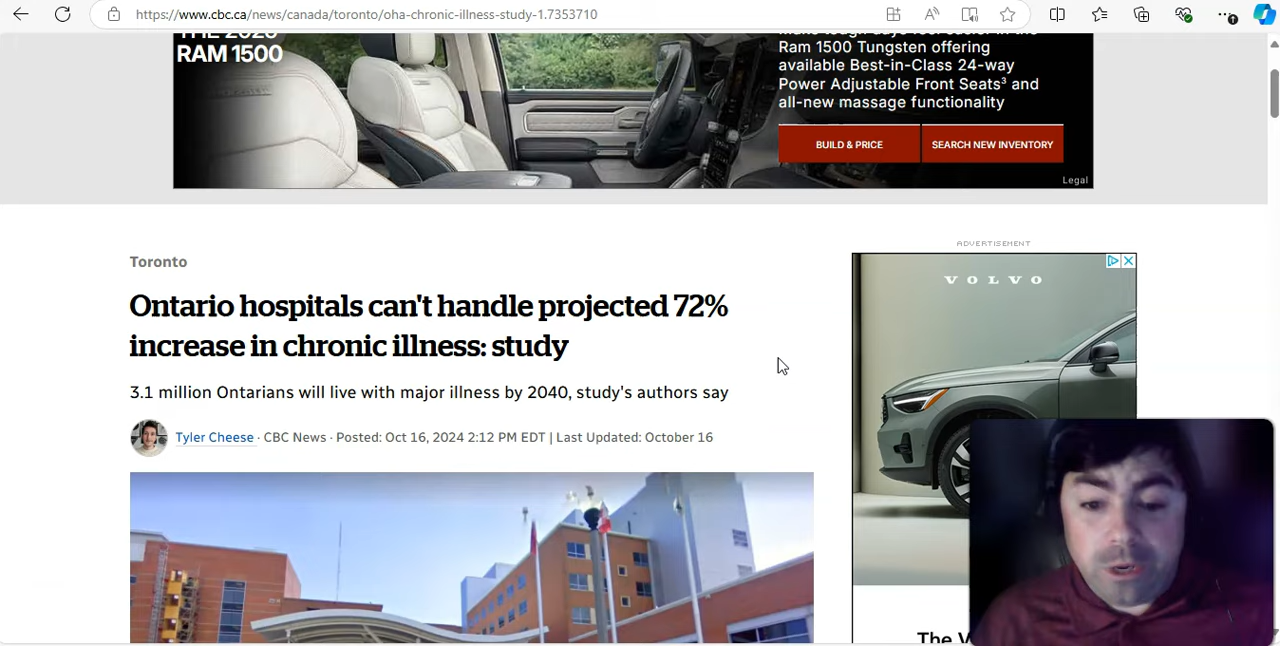 https://www.cbc.ca/news/canada/toronto/oha-chronic-illness-study-1.7353710
RAM 1500
Ram 1500 Tungsten offering
available Best-in-Class 24-way
Power Adjustable Front Seats³ and
all-new massage functionality
BUILD & PRICE
SEARCH NEW INVENTORY
Legal
ADVERTISEMENT
Toronto
VOLVO
Ontario hospitals can't handle projected 72%
increase in chronic illness: study
3.1 million Ontarians will live with major illness by 2040, study's authors say
Tyler Cheese · CBC News · Posted: Oct 16, 2024 2:12 PM EDT | Last Updated: October 16
The